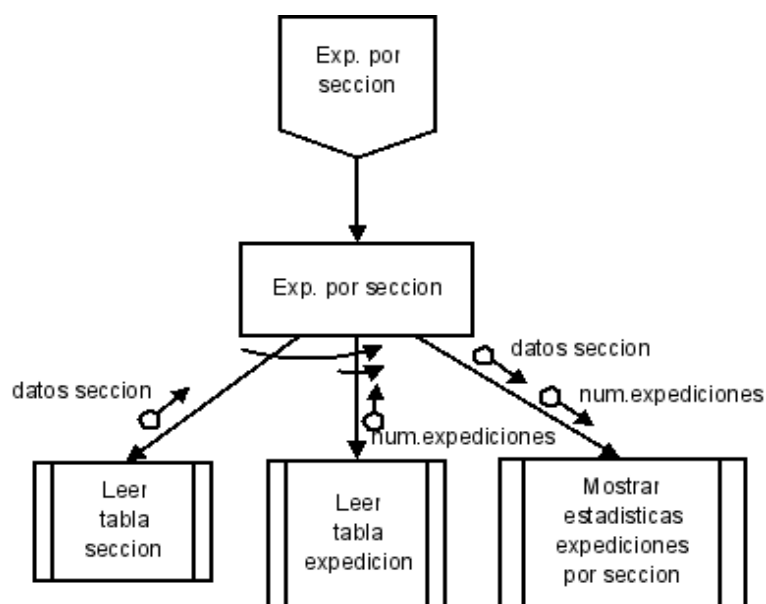 Exp. por
seccion
Exp. por seccion
datos seccion
datos seccion
num.expediciones
num.expediciones
Leer
tabla
seccion
Leer
tabla
expedicion
Mostrar
estadisticas
expediciones
por seccion